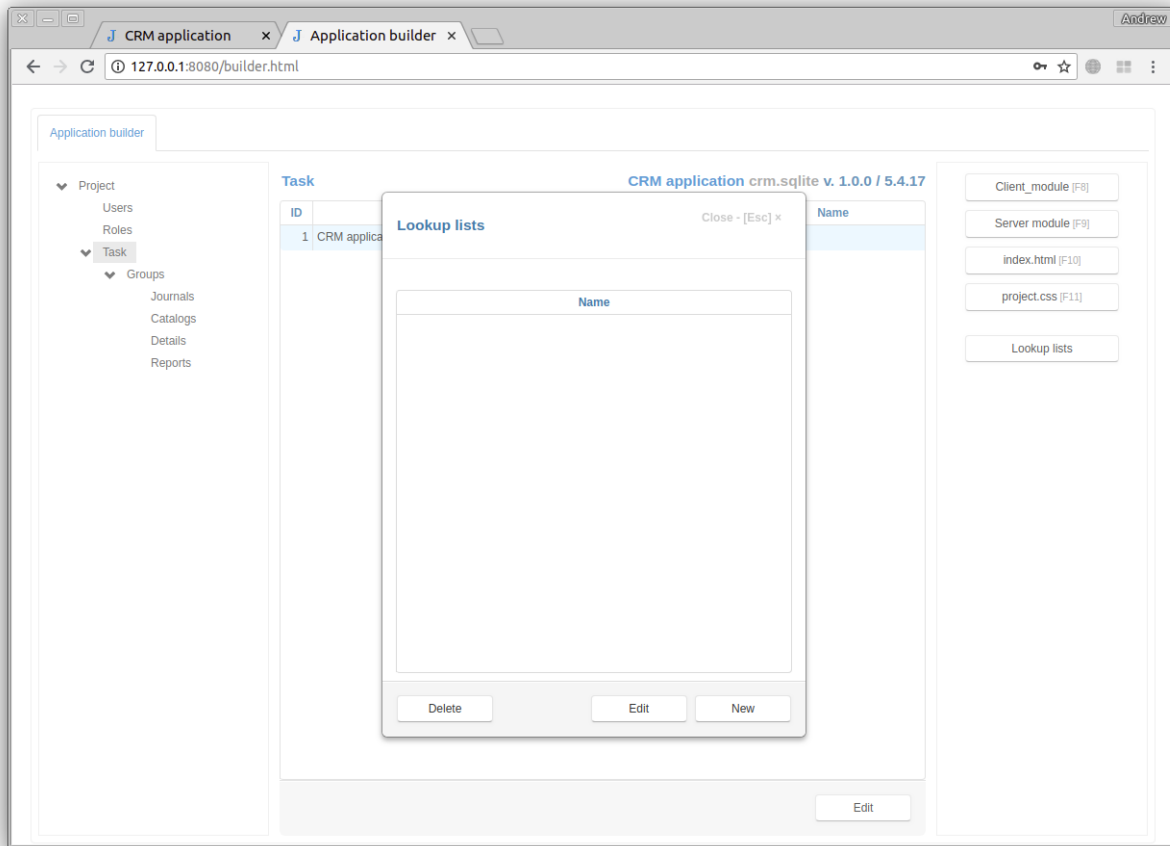 Andrew
J CRM application ×
J Application builder ×
127.0.0.1:8080/builder.html
Application builder
Project
Users
Roles
Task
Groups
Journals
Catalogs
Details
Reports
Task CRM application crm.sqlite v. 1.0.0 / 5.4.17
ID Name
1 CRM applica
Lookup lists Close - [Esc] ×
Name
Delete Edit New
Edit
Client_module [F8]
Server module [F9]
index.html [F10]
project.css [F11]
Lookup lists